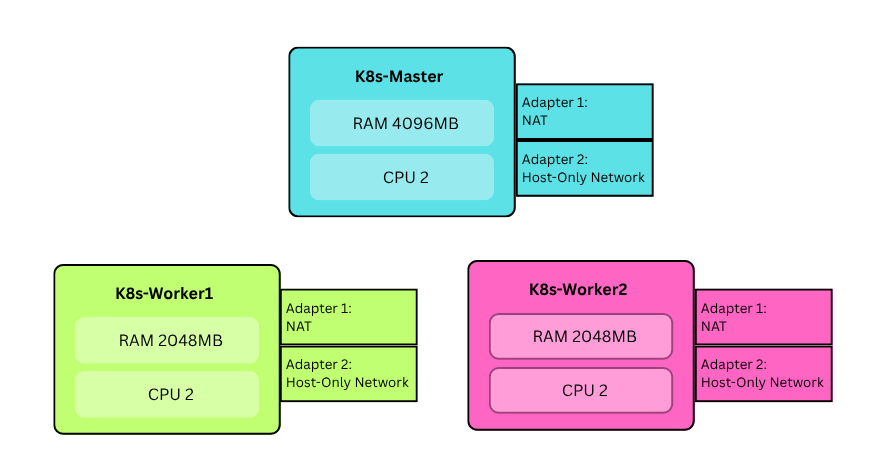 K8s-Master
RAM 4096MB
CPU 2
Adapter 1:
NAT
Adapter 2:
Host-Only Network
K8s-Worker1
RAM 2048MB
CPU 2
Adapter 1:
NAT
Adapter 2:
Host-Only Network
K8s-Worker2
RAM 2048MB
CPU 2
Adapter 1:
NAT
Adapter 2:
Host-Only Network